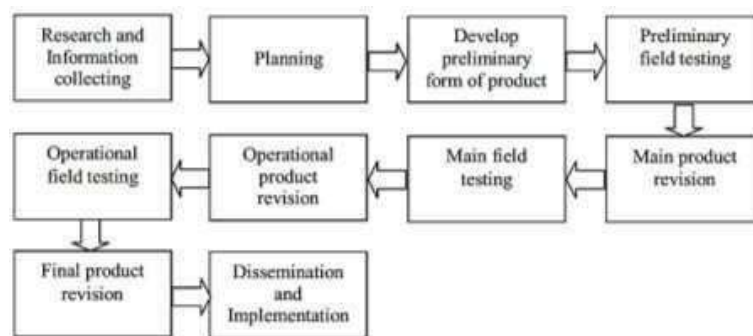 Research and
Information
collecting
Planning
Develop
preliminary
form of product
Preliminary
field testing
Main product
revision
Main field
testing
Operational
product
revision
Operational
field testing
Final product
revision
Dissemination
and
Implementation